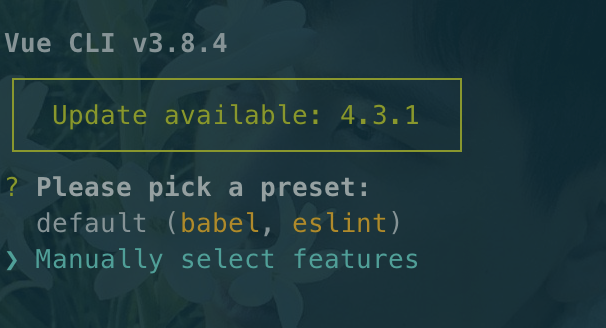 Vue CLI v3.8.4
Update available: 4.3.1
? Please pick a preset:
default (babel, eslint)
❯ Manually select features